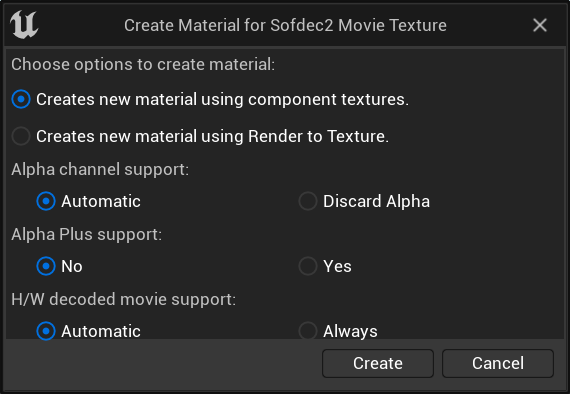 Create Material for Sofdec2 Movie Texture
Choose options to create material:
Creates new material using component textures.
Creates new material using Render to Texture.
Alpha channel support:
Automatic Discard Alpha
Alpha Plus support:
No Yes
H/W decoded movie support:
Automatic Always
Create Cancel